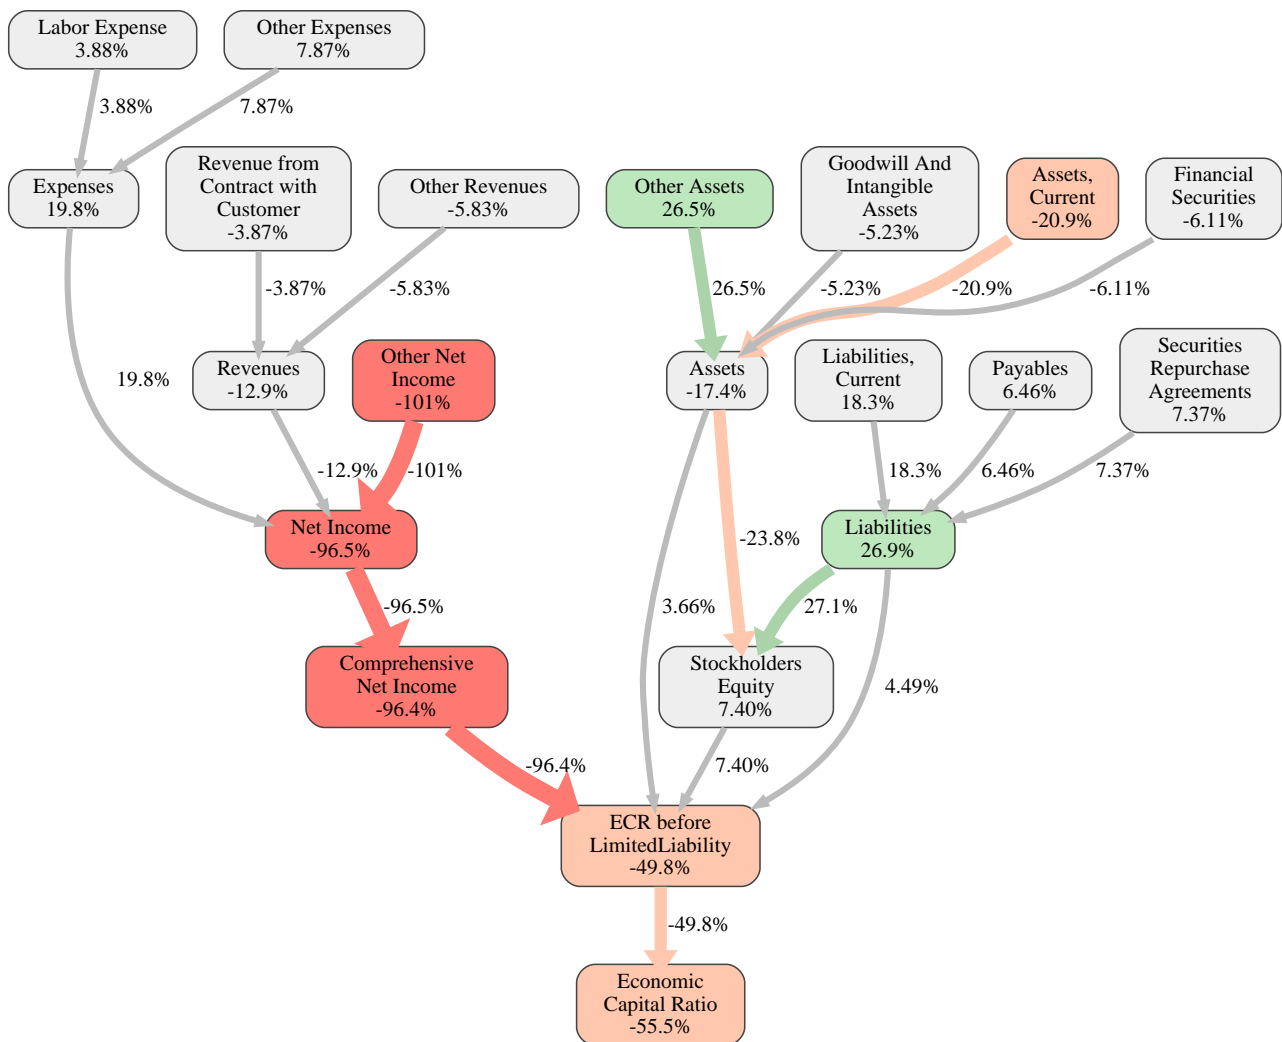 Labor Expense
3.88%
Other Expenses
7.87%
3.88%
7.87%
Expenses
19.8%
Revenue from
Contract with
Customer
-3.87%
Other Revenues
-5.83%
Other Assets
26.5%
Goodwill And
Intangible
Assets
-5.23%
Assets,
Current
-20.9%
Financial
Securities
-6.11%
-3.87%
-5.83%
26.5%
-5.23%
-20.9%
-6.11%
19.8%
Revenues
-12.9%
Other Net
Income
-101%
Assets
-17.4%
Liabilities,
Current
18.3%
Payables
6.46%
Securities
Repurchase
Agreements
7.37%
-12.9%
-101%
18.3%
6.46%
7.37%
Net Income
-96.5%
-23.8%
Liabilities
26.9%
-96.5%
3.66%
27.1%
Comprehensive
Net Income
-96.4%
Stockholders
Equity
7.40%
4.49%
-96.4%
7.40%
ECR before
LimitedLiability
-49.8%
-49.8%
Economic
Capital Ratio
-55.5%